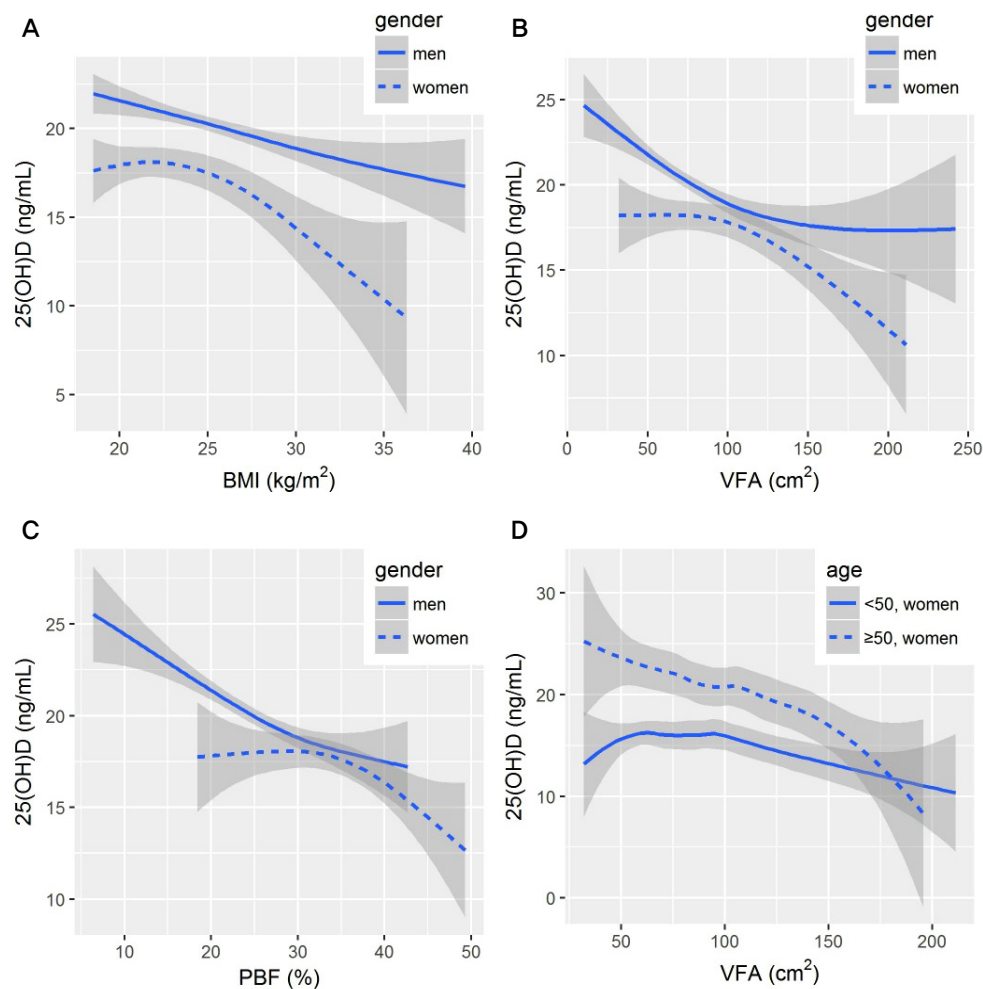 A
gender
men
women
20
15
10
5
25(OH)D (ng/mL)
20 25 30 35 40
BMI (kg/m²)
B
gender
men
women
25
20
15
10
25(OH)D (ng/mL)
0 50 100 150 200 250
VFA (cm²)
C
gender
men
women
25
20
15
10
25(OH)D (ng/mL)
10 20 30 40 50
PBF (%)
D
age
<50, women
≥50, women
30
20
10
0
25(OH)D (ng/mL)
50 100 150 200
VFA (cm²)